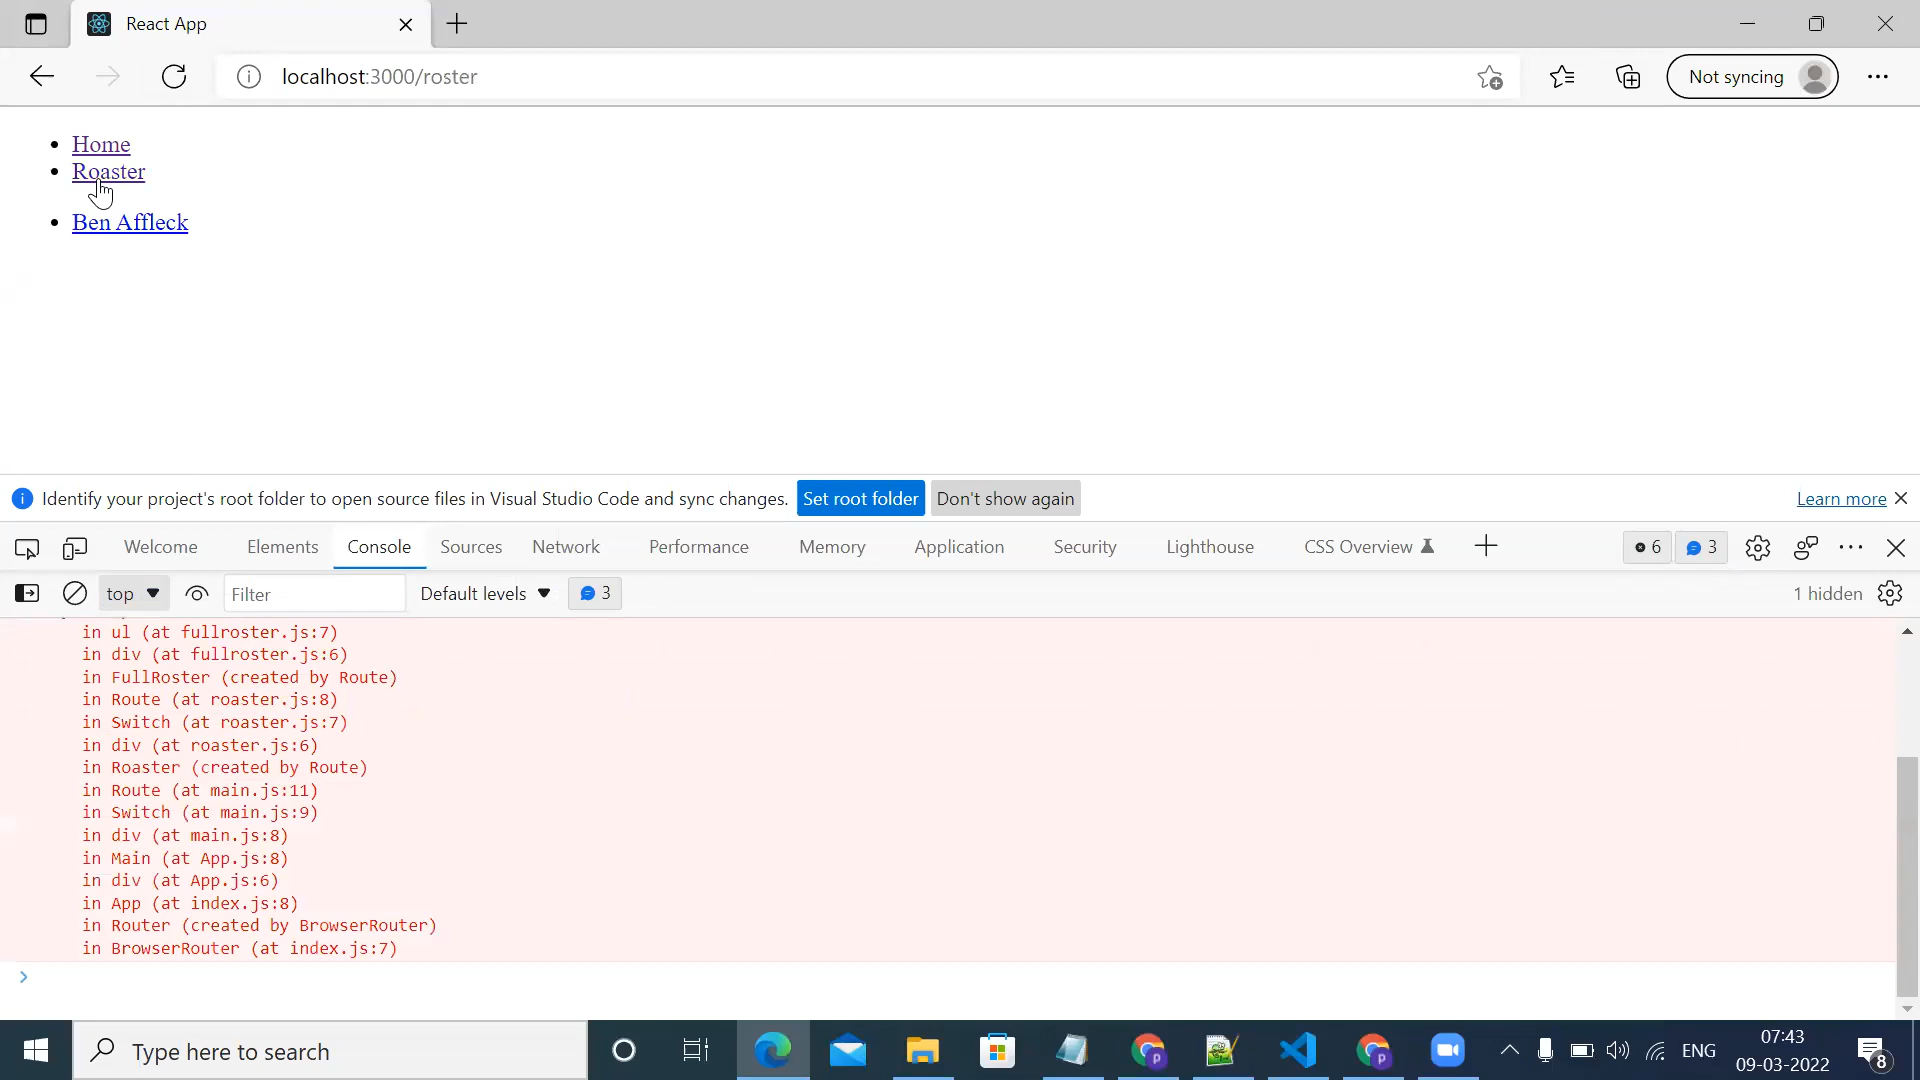 React App
localhost:3000/roster
Not syncing
Home
Roaster
Ben Affleck
Identify your project's root folder to open source files in Visual Studio Code and sync changes. Set root folder Don't show again Learn more
Welcome Elements Console Sources Network Performance Memory Application Security Lighthouse CSS Overview 6 3
top Filter Default levels 3 1 hidden
in ul (at fullroster.js:7)
in div (at fullroster.js:6)
in FullRoster (created by Route)
in Route (at roaster.js:8)
in Switch (at roaster.js:7)
in div (at roaster.js:6)
in Roaster (created by Route)
in Route (at main.js:11)
in Switch (at main.js:9)
in div (at main.js:8)
in Main (at App.js:8)
in div (at App.js:6)
in App (at index.js:8)
in Router (created by BrowserRouter)
in BrowserRouter (at index.js:7)
Type here to search
ENG
07:43
09-03-2022
8